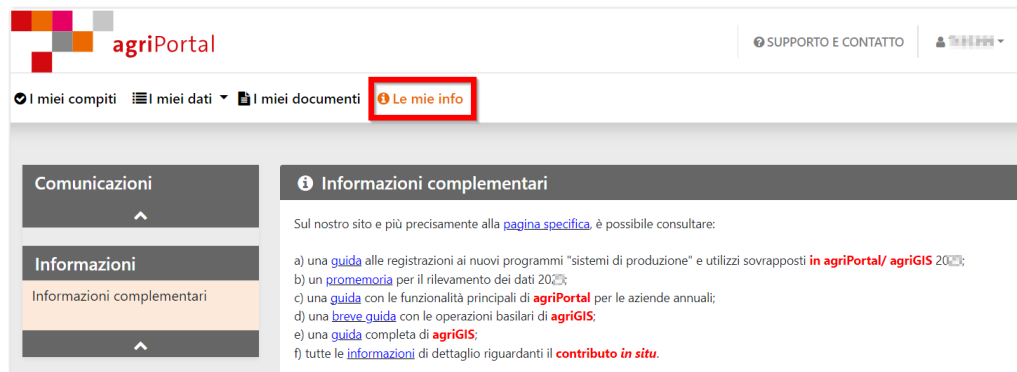 agriPortal
SUPPORTO E CONTATTO
I miei compiti I miei dati I miei documenti Le mie info
Comunicazioni
Informazioni
Informazioni complementari
Informazioni complementari
Sul nostro sito e più precisamente alla pagina specifica, è possibile consultare:
a) una guida alle registrazioni ai nuovi programmi "sistemi di produzione" e utilizzi sovrapposti in agriPortal/ agriGIS 20;
b) un promemoria per il rilevamento dei dati 20;
c) una guida con le funzionalità principali di agriPortal per le aziende annuali;
d) una breve guida con le operazioni basilari di agriGIS;
e) una guida completa di agriGIS;
f) tutte le informazioni di dettaglio riguardanti il contributo in situ.